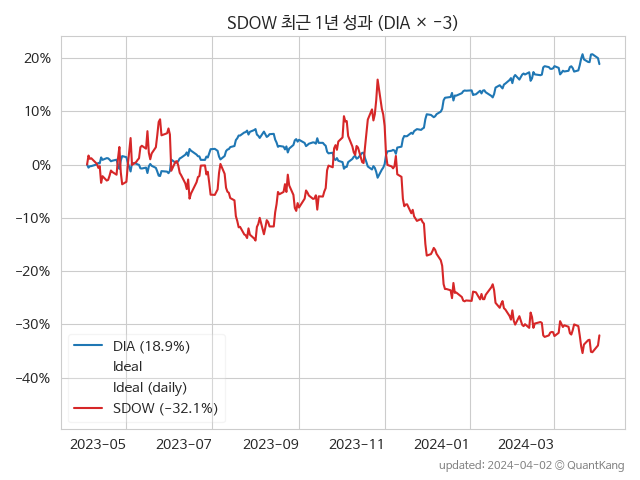 SDOW 최근 1년 성과 (DIA × −3)
20%
10%
0%
−10%
−20%
−30%
−40%
DIA (18.9%)
Ideal
Ideal (daily)
SDOW (−32.1%)
2023-05 2023-07 2023-09 2023-11 2024-01 2024-03
updated: 2024-04-02 © QuantKang